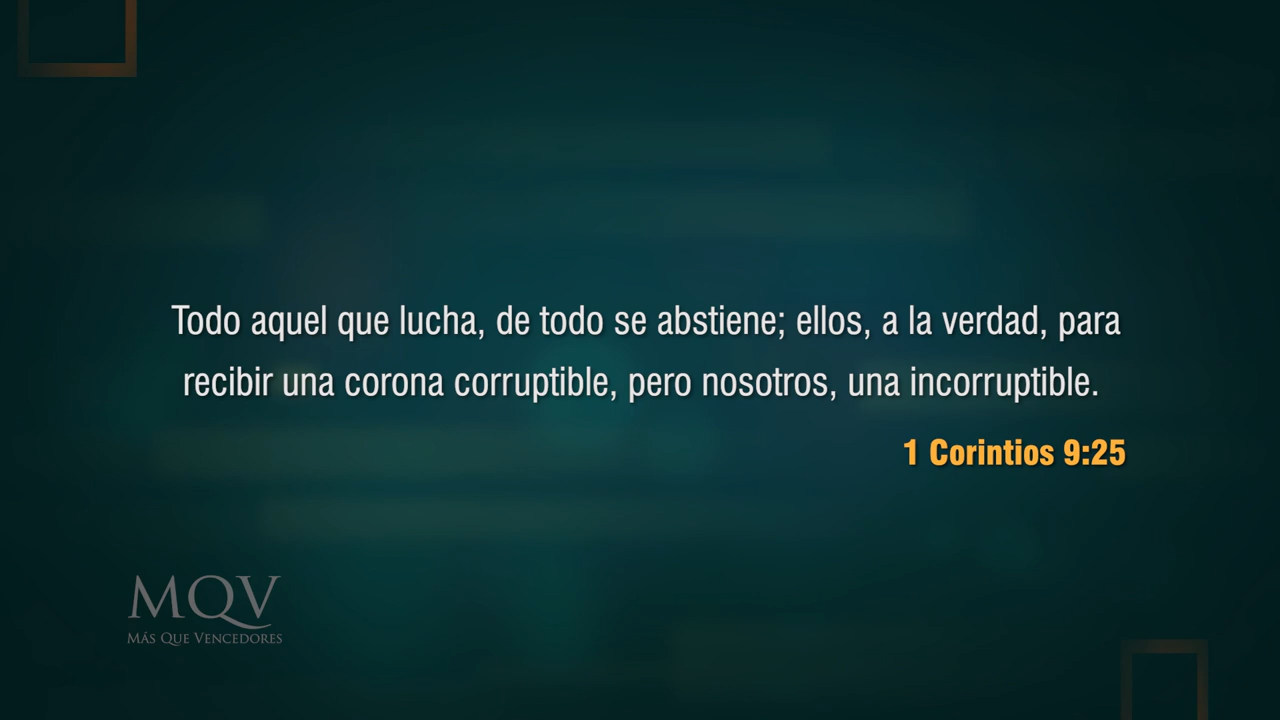 Todo aquel que lucha, de todo se abstiene; ellos, a la verdad, para
recibir una corona corruptible, pero nosotros, una incorruptible.
1 Corintios 9:25
MQV
MÁS QUE VENCEDORES